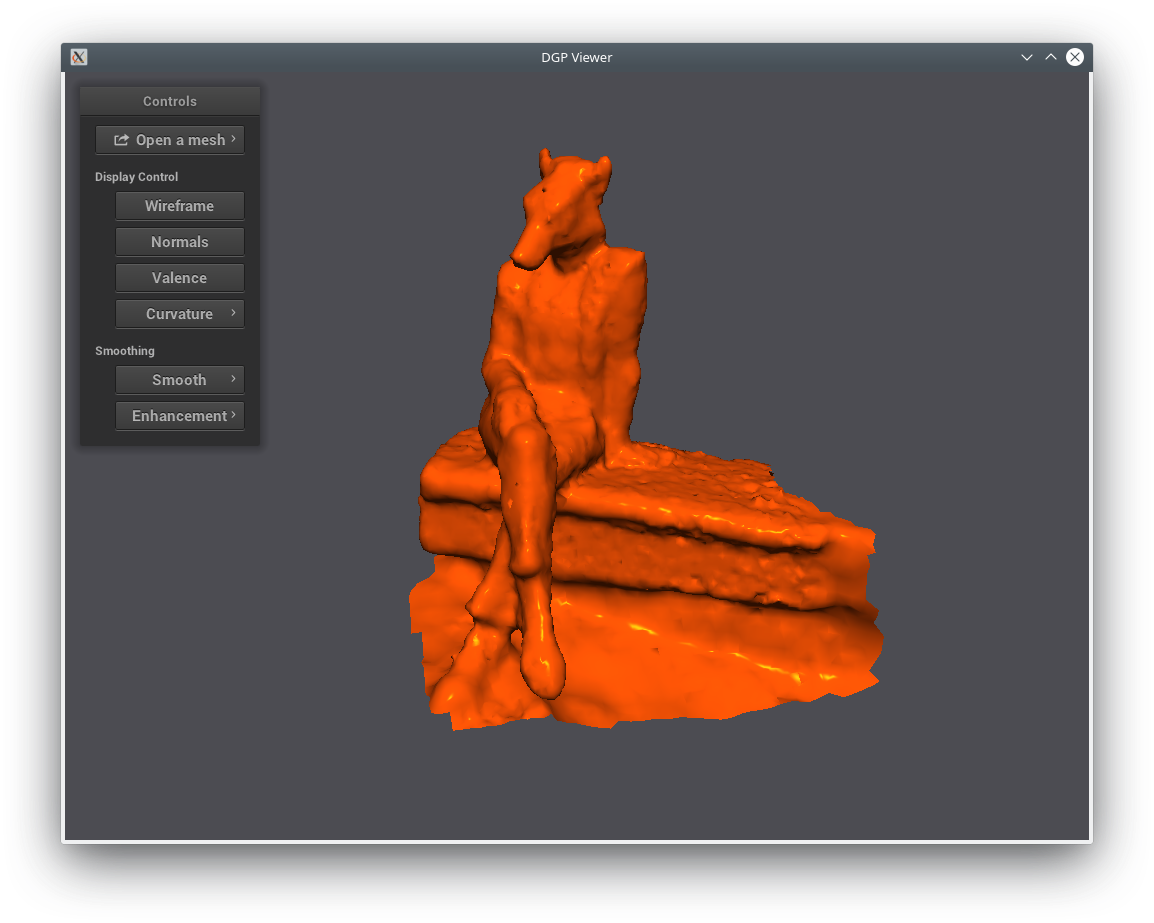 DGP Viewer
Controls
Open a mesh
Display Control
Wireframe
Normals
Valence
Curvature
Smoothing
Smooth
Enhancement